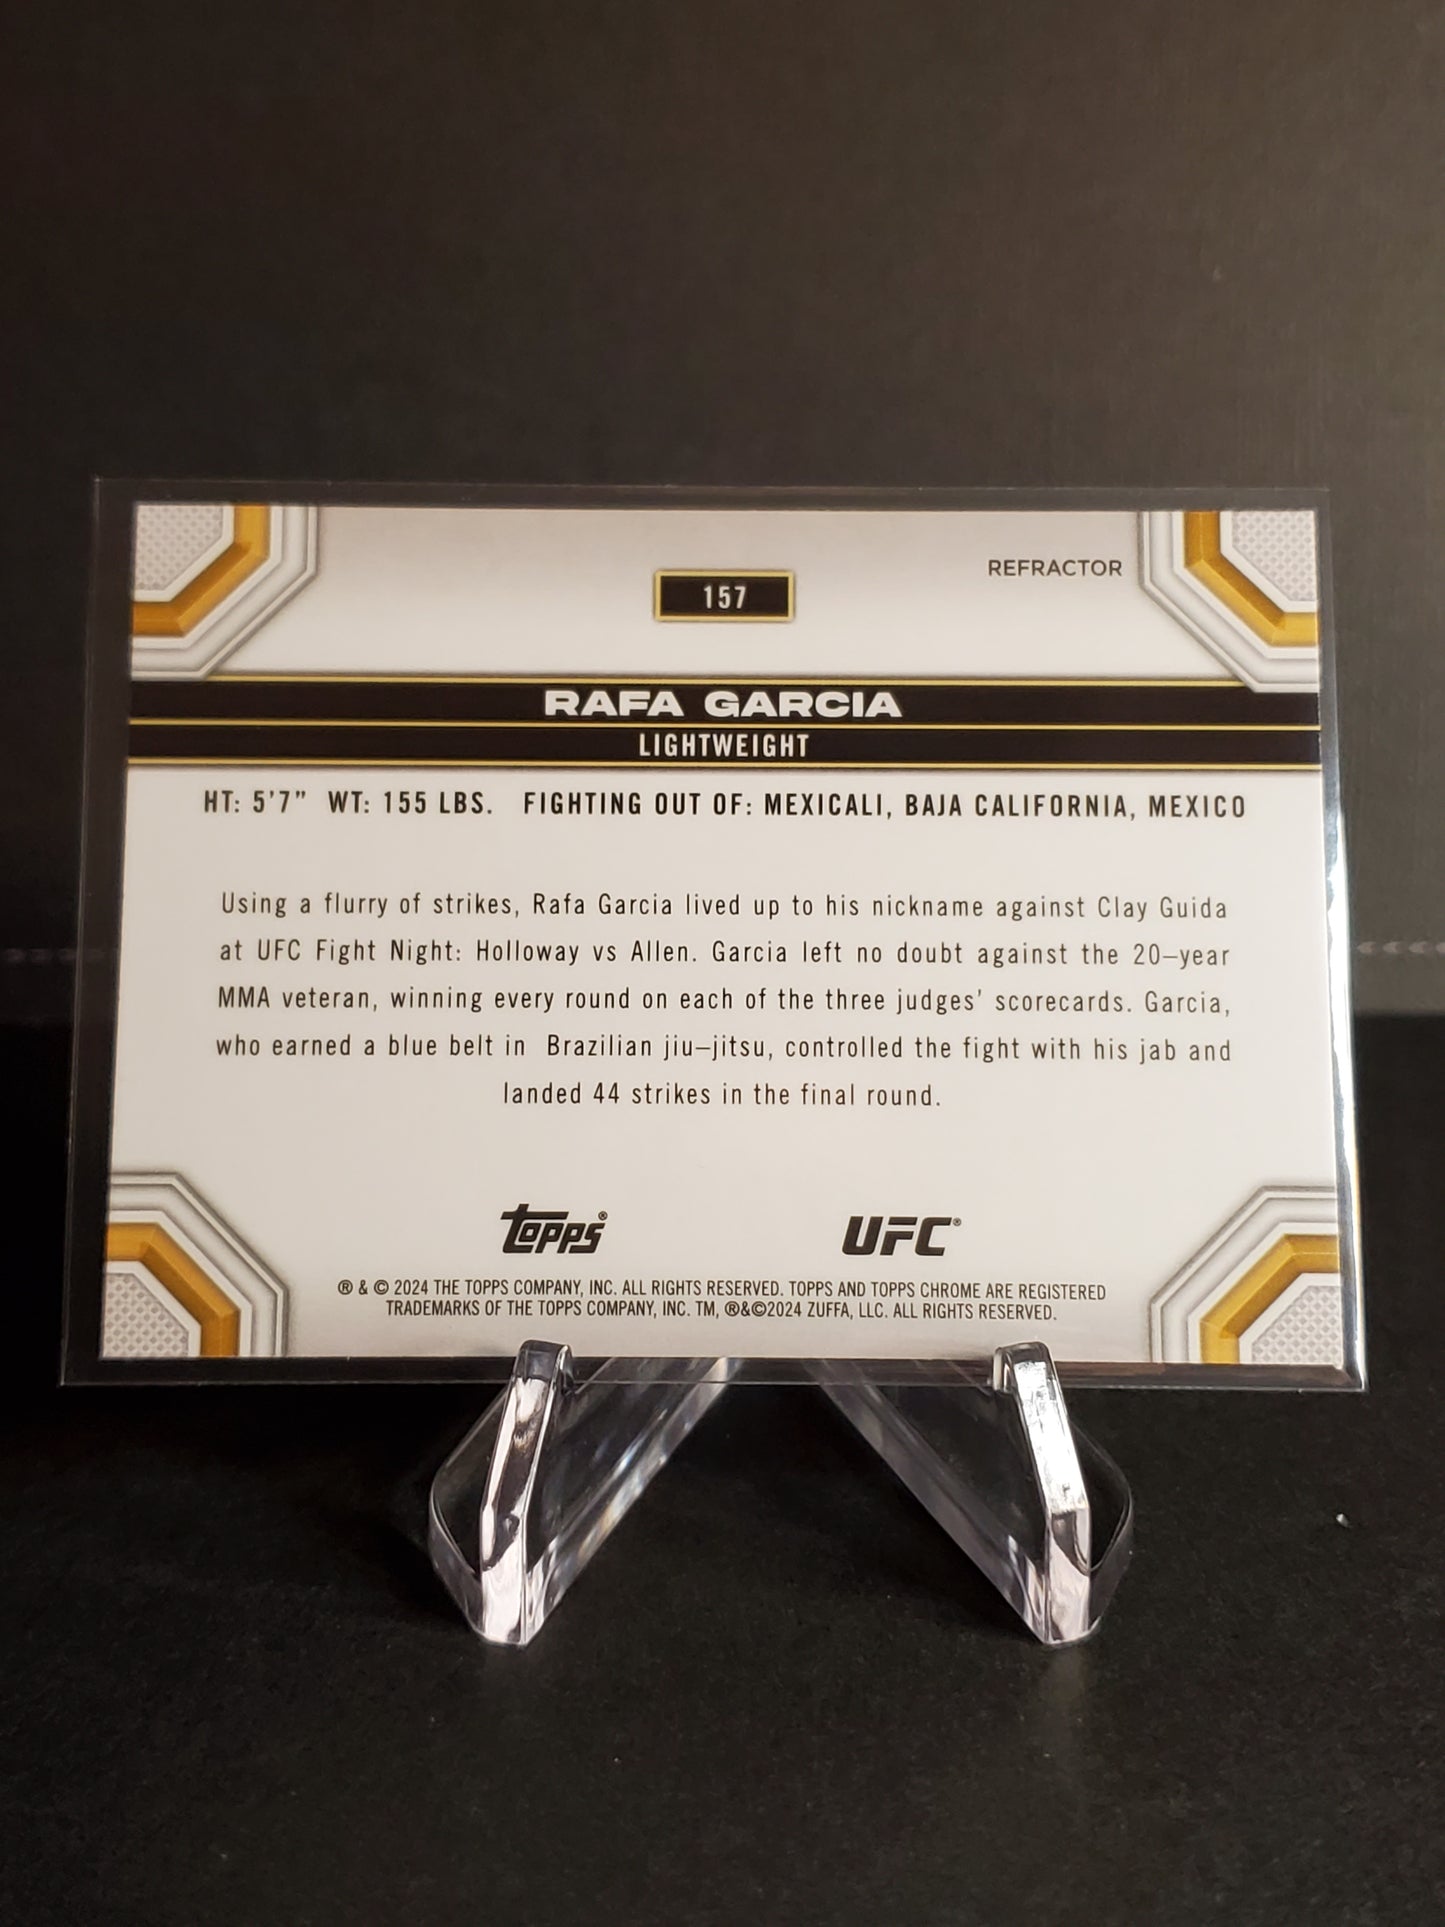 157
REFRACTOR
RAFA GARCIA
LIGHTWEIGHT
HT: 5'7" WT: 155 LBS. FIGHTING OUT OF: MEXICALI, BAJA CALIFORNIA, MEXICO
Using a flurry of strikes, Rafa Garcia lived up to his nickname against Clay Guida
at UFC Fight Night: Holloway vs Allen. Garcia left no doubt against the 20–year
MMA veteran, winning every round on each of the three judges' scorecards. Garcia,
who earned a blue belt in Brazilian jiu–jitsu, controlled the fight with his jab and
landed 44 strikes in the final round.
Topps® UFC®
® & © 2024 THE TOPPS COMPANY, INC. ALL RIGHTS RESERVED. TOPPS AND TOPPS CHROME ARE REGISTERED
TRADEMARKS OF THE TOPPS COMPANY, INC. TM, ®&©2024 ZUFFA, LLC. ALL RIGHTS RESERVED.